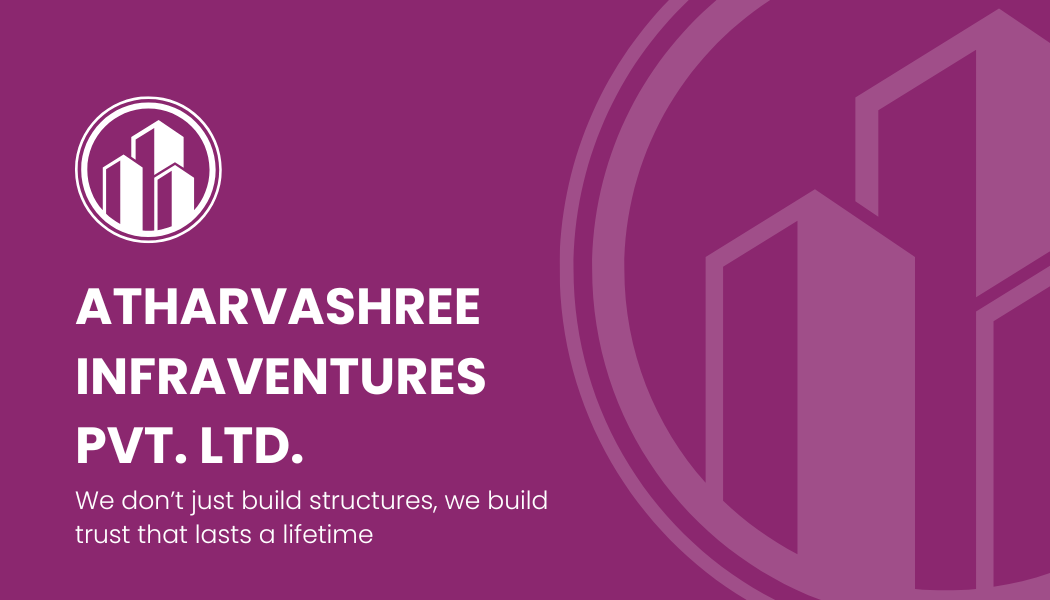 ATHARVASHREE
INFRAVENTURES
PVT. LTD.
We don’t just build structures, we build
trust that lasts a lifetime